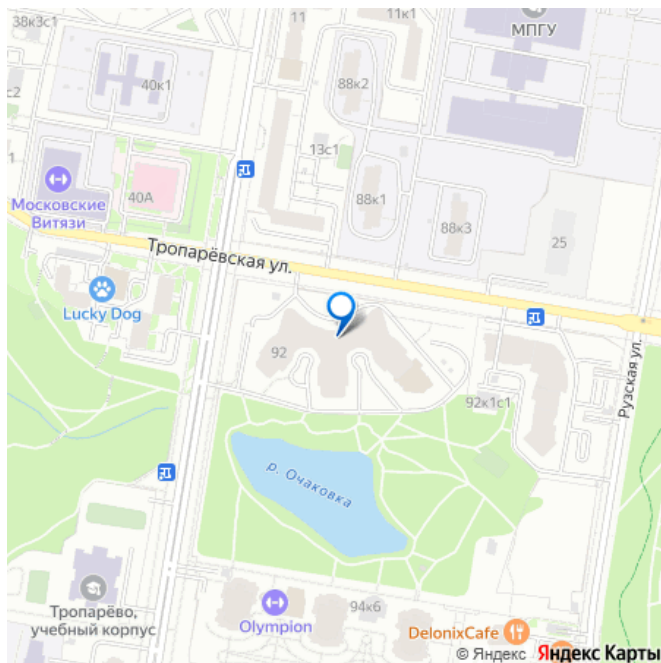 38к3с1
11
11к1
МПГУ
40к1
88к2
с2
13с1
40А
88к1
88к3
25
Московские
Витязи
Тропарёвская ул.
Lucky Dog
92
92к1с1
Рузская ул.
р. Очаковка
Тропарёво,
учебный корпус
Olympion
94к6
DelonixCafe
© Яндекс Яндекс Карты